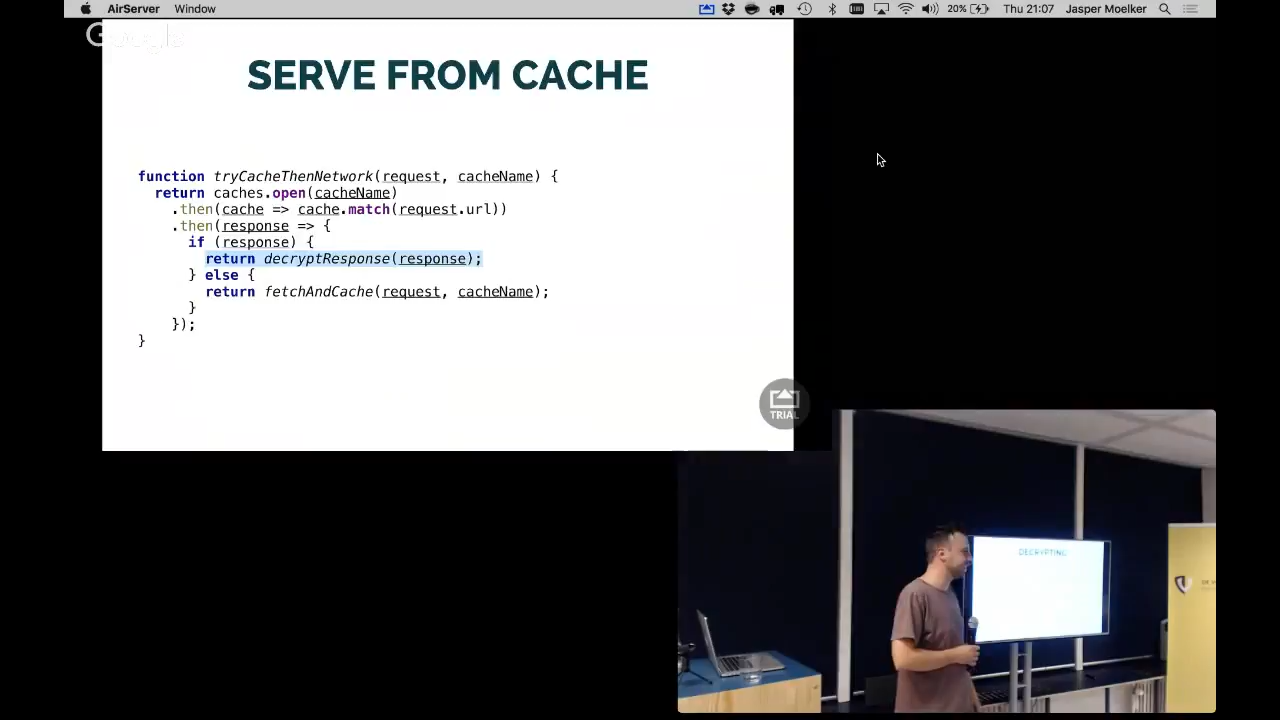 AirServer Window 20% Thu 21:07 Jasper Moelker
Google
SERVE FROM CACHE
function tryCacheThenNetwork(request, cacheName) {
return caches.open(cacheName)
.then(cache => cache.match(request.url))
.then(response => {
if (response) {
return decryptResponse(response);
} else {
return fetchAndCache(request, cacheName);
}
});
}
TRIAL
DECRYPTING